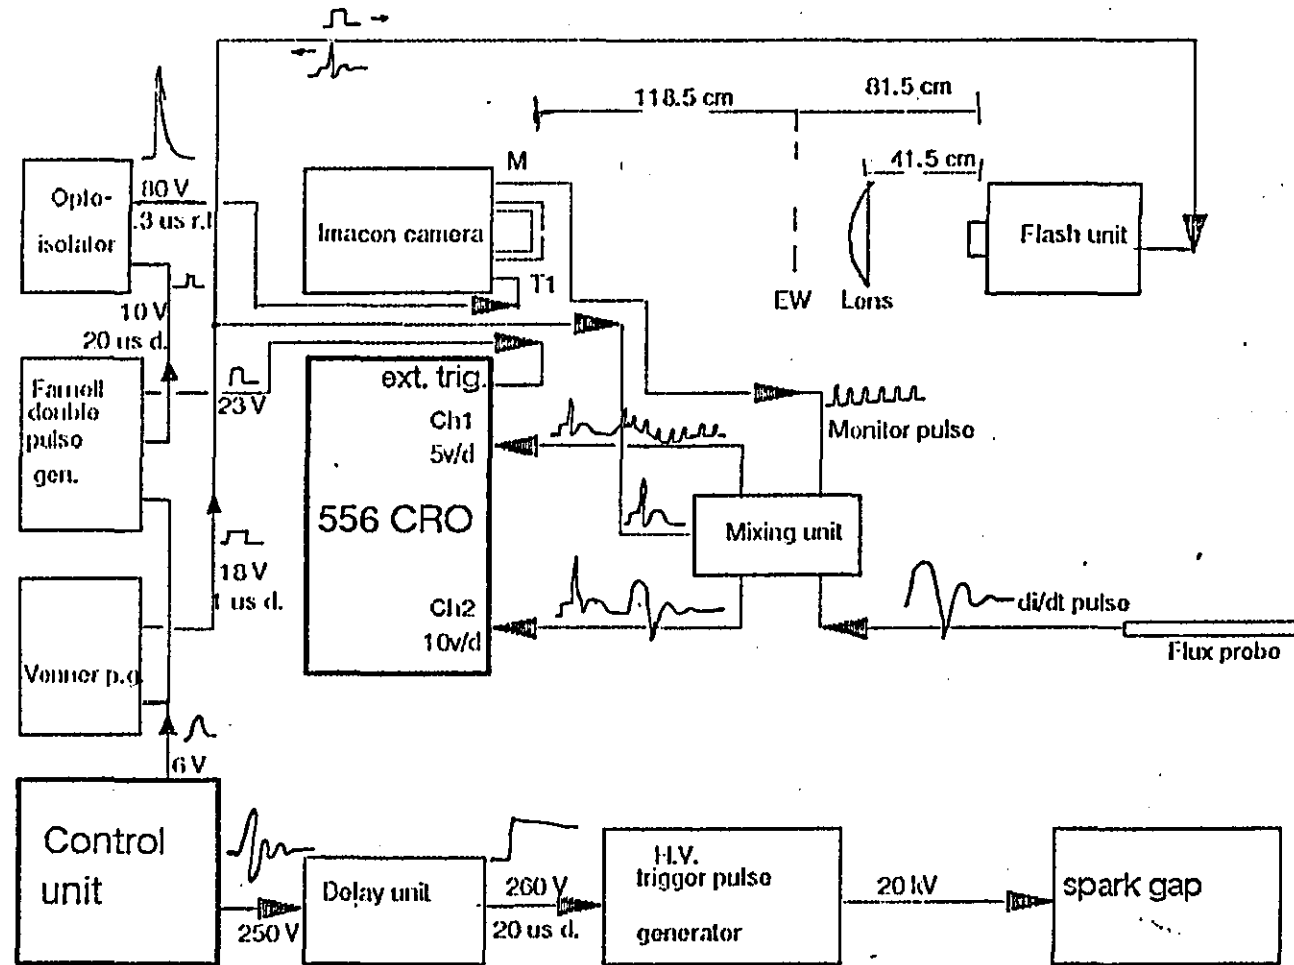 118.5 cm
81.5 cm
M
41.5 cm
Opto-
isolator
80 V
.3 us r.t
Imacon camera
Flash unit
T1
EW
Lens
10 V
20 us d.
Farnell
double
pulse
gen.
23 V
ext. trig.
Ch1
5v/d
Monitor pulse
556 CRO
Mixing unit
18 V
1 us d.
Ch2
10v/d
di/dt pulse
Flux probe
Venner p.g.
6 V
Control
unit
250 V
Delay unit
260 V
20 us d.
H.V.
trigger pulse
generator
20 kV
spark gap